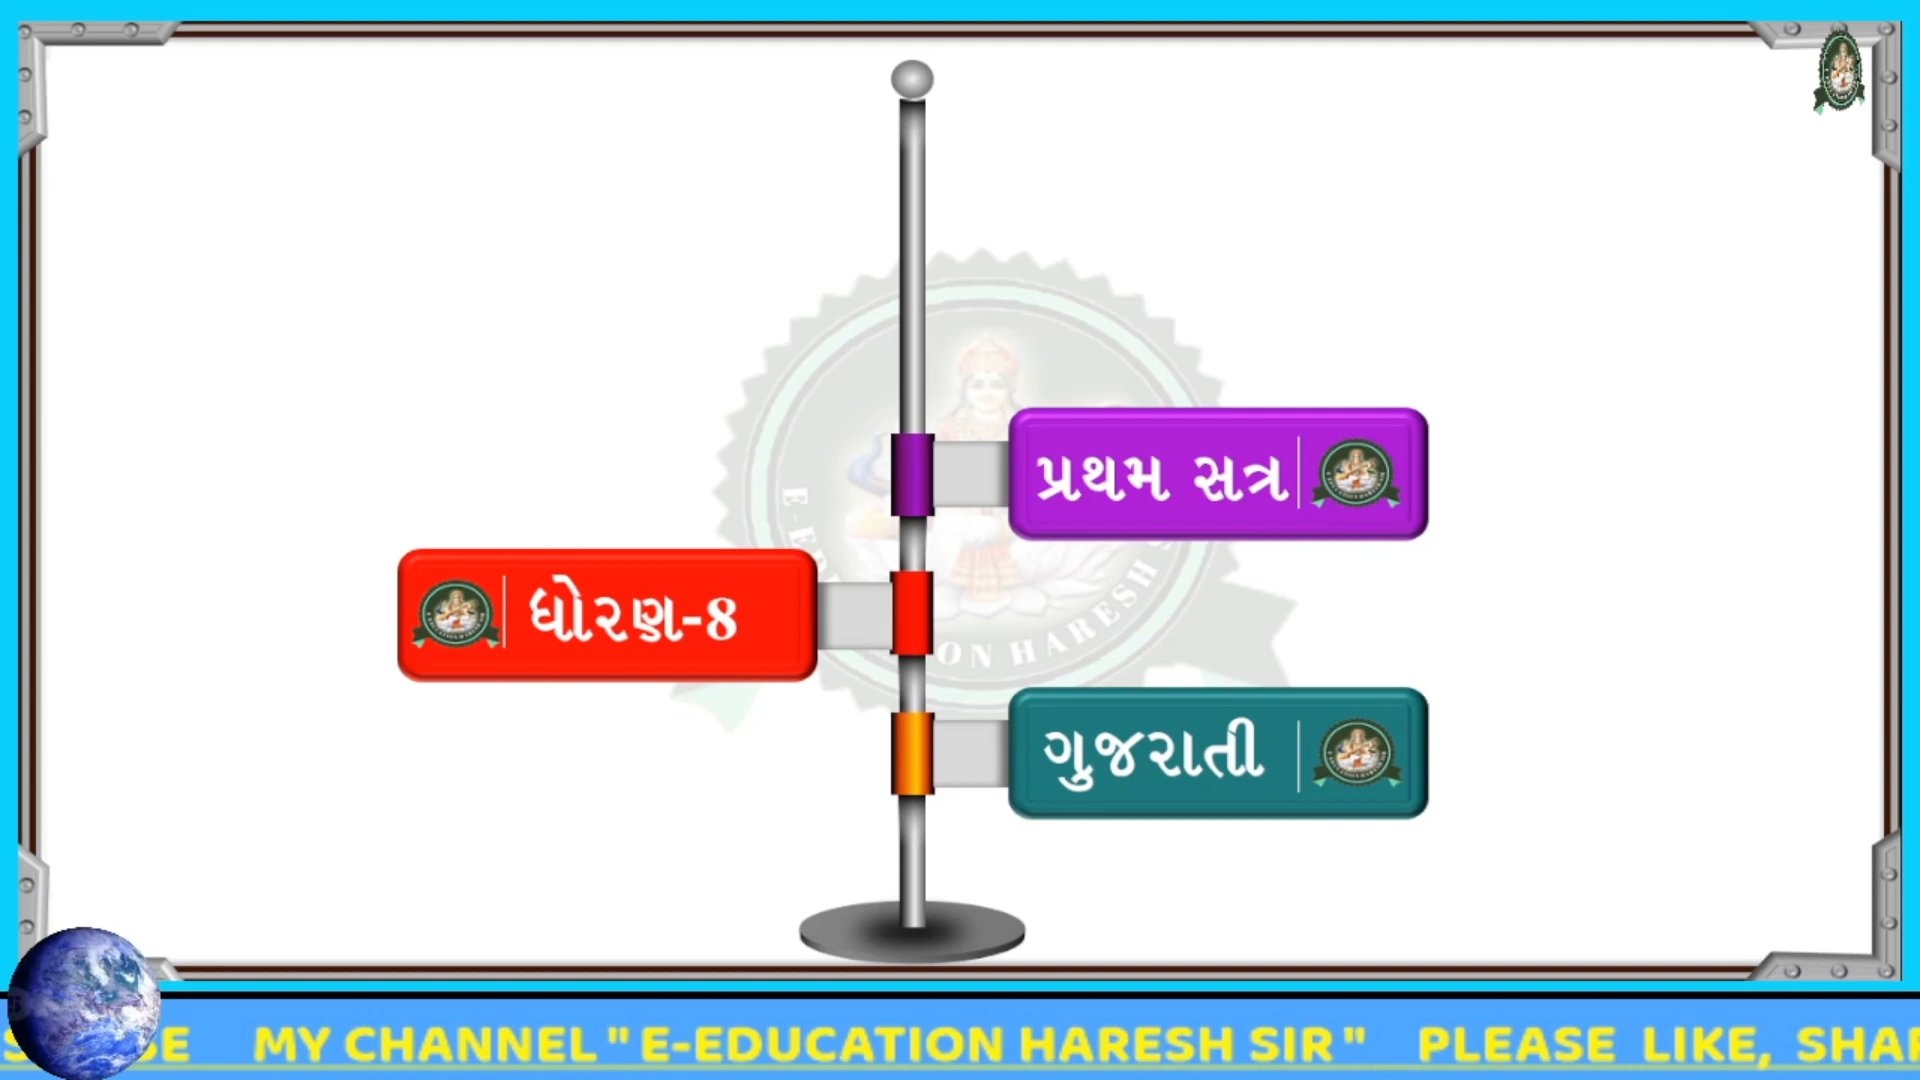 પ્રથમ સત્ર
ધોરણ-8
ગુજરાતી
MY CHANNEL " E-EDUCATION HARESH SIR " PLEASE LIKE,